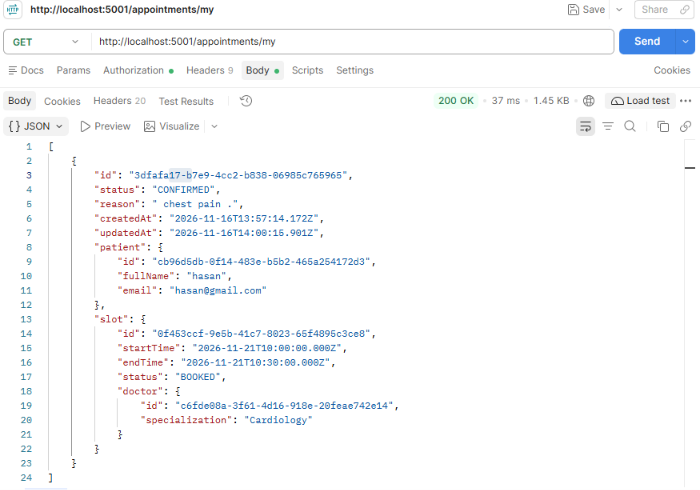 HTTP http://localhost:5001/appointments/my Save Share
GET http://localhost:5001/appointments/my Send
Docs Params Authorization Headers 9 Body Scripts Settings Cookies
Body Cookies Headers 20 Test Results 200 OK • 37 ms • 1.45 KB • Load test
{} JSON Preview Visualize
1 [
2 {
3 "id": "3dfafa17-b7e9-4cc2-b838-06985c765965",
4 "status": "CONFIRMED",
5 "reason": " chest pain .",
6 "createdAt": "2026-11-16T13:57:14.172Z",
7 "updatedAt": "2026-11-16T14:00:15.901Z",
8 "patient": {
9 "id": "cb96d5db-0f14-483e-b5b2-465a254172d3",
10 "fullName": "hasan",
11 "email": "hasan@gmail.com"
12 },
13 "slot": {
14 "id": "0f453ccf-9e5b-41c7-8023-65f4895c3ce8",
15 "startTime": "2026-11-21T10:00:00.000Z",
16 "endTime": "2026-11-21T10:30:00.000Z",
17 "status": "BOOKED",
18 "doctor": {
19 "id": "c6fde08a-3f61-4d16-918e-20feae742e14",
20 "specialization": "Cardiology"
21 }
22 }
23 }
24 ]